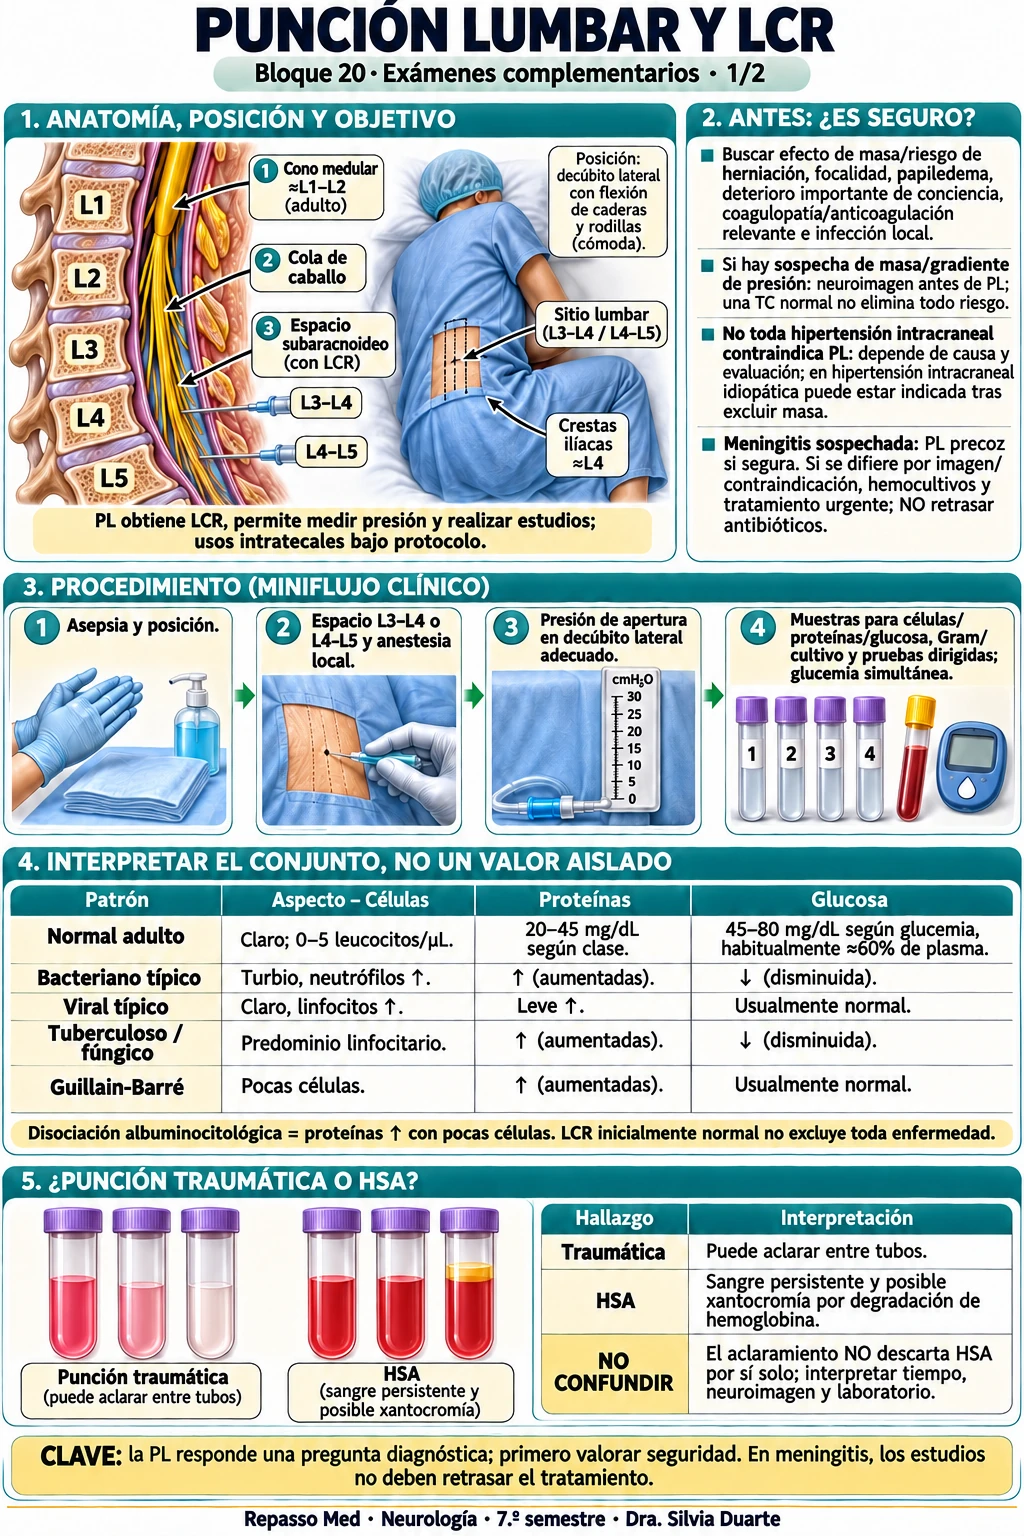 PUNCIÓN LUMBAR Y LCR
Bloque 20 · Exámenes complementarios · 1/2
1. ANATOMÍA, POSICIÓN Y OBJETIVO
L1
L2
L3
L4
L5
1 Cono medular
≈L1–L2
(adulto)
2 Cola de
caballo
3 Espacio
subaracnoideo
(con LCR)
L3–L4
L4–L5
Posición:
decúbito lateral
con flexión
de caderas
y rodillas
(cómoda).
Sitio lumbar
(L3–L4 / L4–L5)
Crestas
ilíacas
≈L4
PL obtiene LCR, permite medir presión y realizar estudios;
usos intratecales bajo protocolo.
2. ANTES: ¿ES SEGURO?
Buscar efecto de masa/riesgo de
herniación, focalidad, papiledema,
deterioro importante de conciencia,
coagulopatía/anticoagulación
relevante e infección local.
Si hay sospecha de masa/gradiente
de presión: neuroimagen antes de PL;
una TC normal no elimina todo riesgo.
No toda hipertensión intracraneal
contraindica PL: depende de causa y
evaluación; en hipertensión intracraneal
idiopática puede estar indicada tras
excluir masa.
Meningitis sospechada: PL precoz
si segura. Si se difiere por imagen/
contraindicación, hemocultivos y
tratamiento urgente; NO retrasar
antibióticos.
3. PROCEDIMIENTO (MINIFLUJO CLÍNICO)
1 Asepsia y posición.
2 Espacio L3–L4 o
L4–L5 y anestesia
local.
3 Presión de apertura
en decúbito lateral
adecuado.
cmH₂O
30
25
20
15
10
5
0
4 Muestras para células/
proteínas/glucosa, Gram/
cultivo y pruebas dirigidas;
glucemia simultánea.
1 2 3 4
4. INTERPRETAR EL CONJUNTO, NO UN VALOR AISLADO
Patrón Aspecto – Células Proteínas Glucosa
Normal adulto Claro; 0–5 leucocitos/µL. 20–45 mg/dL según clase. 45–80 mg/dL según glucemia, habitualmente ≈60% de plasma.
Bacteriano típico Turbio, neutrófilos ↑. ↑ (aumentadas). ↓ (disminuida).
Viral típico Claro, linfocitos ↑. Leve ↑. Usualmente normal.
Tuberculoso / fúngico Predominio linfocitario. ↑ (aumentadas). ↓ (disminuida).
Guillain-Barré Pocas células. ↑ (aumentadas). Usualmente normal.
Disociación albuminocitológica = proteínas ↑ con pocas células. LCR inicialmente normal no excluye toda enfermedad.
5. ¿PUNCIÓN TRAUMÁTICA O HSA?
Punción traumática
(puede aclarar entre tubos)
HSA
(sangre persistente y
posible xantocromía)
Hallazgo Interpretación
Traumática Puede aclarar entre tubos.
HSA Sangre persistente y posible xantocromía por degradación de hemoglobina.
NO CONFUNDIR El aclaramiento NO descarta HSA por sí solo; interpretar tiempo, neuroimagen y laboratorio.
CLAVE: la PL responde una pregunta diagnóstica; primero valorar seguridad. En meningitis, los estudios
no deben retrasar el tratamiento.
Repasso Med · Neurología · 7.º semestre · Dra. Silvia Duarte